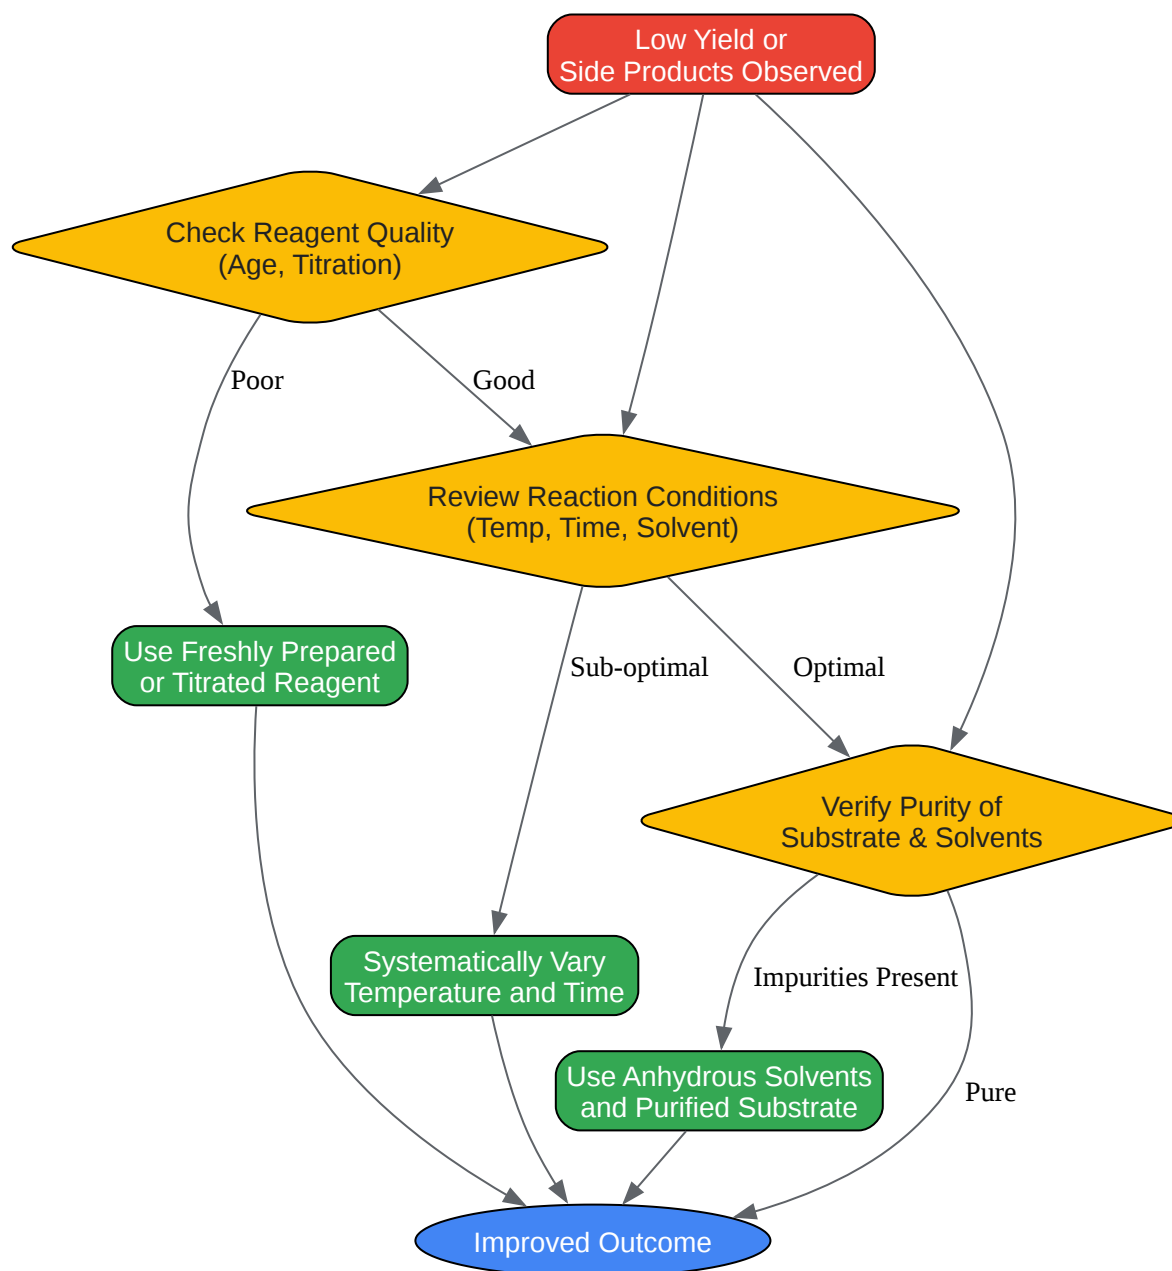 Low Yield or
Side Products Observed
Check Reagent Quality
(Age, Titration)
Poor
Good
Review Reaction Conditions
(Temp, Time, Solvent)
Use Freshly Prepared
or Titrated Reagent
Sub-optimal
Optimal
Verify Purity of
Substrate & Solvents
Systematically Vary
Temperature and Time
Impurities Present
Use Anhydrous Solvents
and Purified Substrate
Pure
Improved Outcome